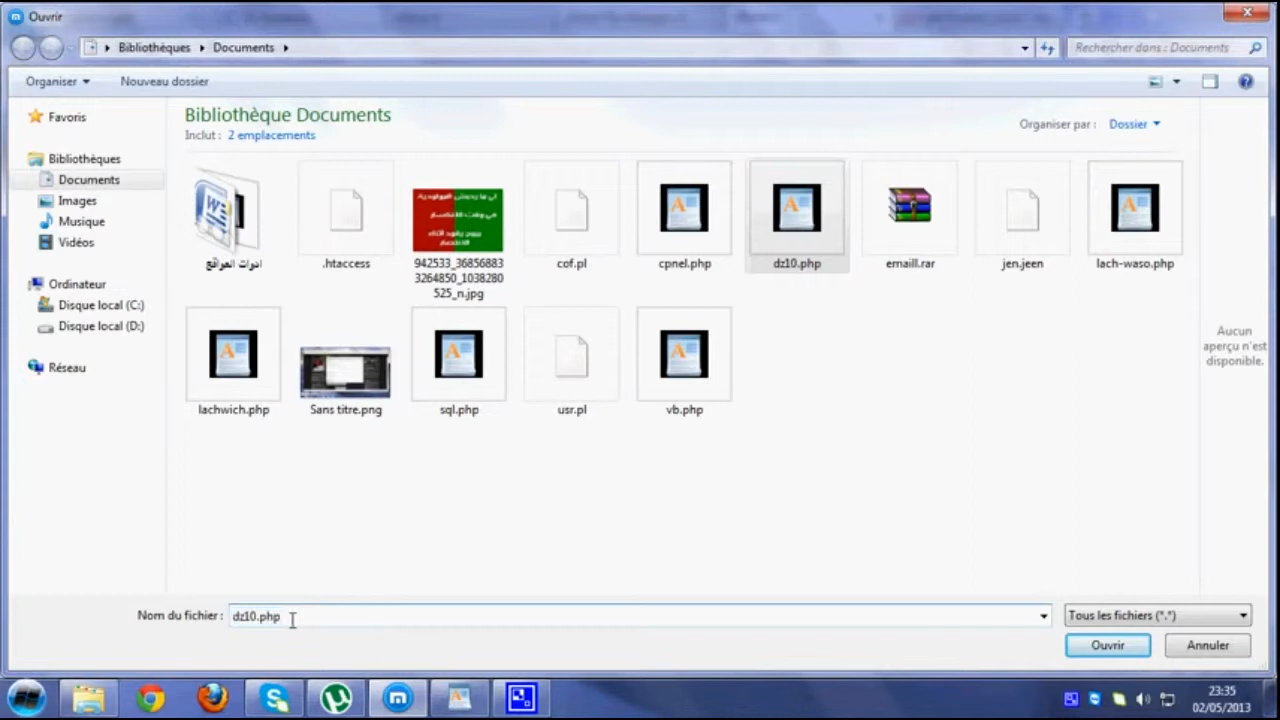 Ouvrir
Bibliothèques Documents
Rechercher dans : Documents
Organiser Nouveau dossier
Favoris
Bibliothèques
Documents
Images
Musique
Vidéos
Ordinateur
Disque local (C:)
Disque local (D:)
Réseau
Bibliothèque Documents
Inclut : 2 emplacements
Organiser par : Dossier
ادوات المواقع
.htaccess
942533_36856883
3264850_1038280
525_n.jpg
cof.pl
cpnel.php
dz10.php
emaill.rar
jen.jeen
lach-waso.php
lachwich.php
Sans titre.png
sql.php
usr.pl
vb.php
Aucun
aperçu n'est
disponible.
Nom du fichier : dz10.php
Tous les fichiers (*.*)
Ouvrir Annuler
23:35
02/05/2013